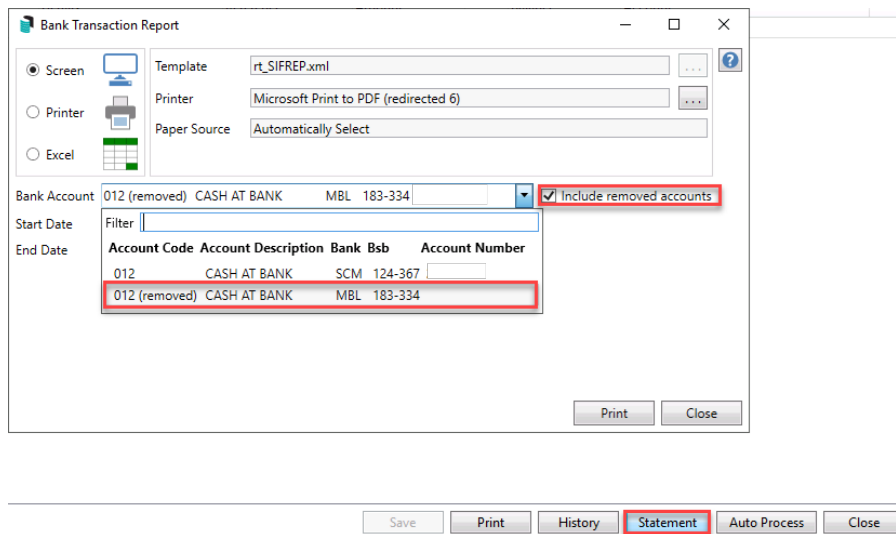 Bank Transaction Report
Screen
Template rt_SIFREP.xml ...
?
Printer
Printer Microsoft Print to PDF (redirected 6) ...
Paper Source Automatically Select
Excel
Bank Account 012 (removed) CASH AT BANK MBL 183-334 Include removed accounts
Start Date Filter
End Date Account Code Account Description Bank Bsb Account Number
012 CASH AT BANK SCM 124-367
012 (removed) CASH AT BANK MBL 183-334
Print Close
Save Print History Statement Auto Process Close